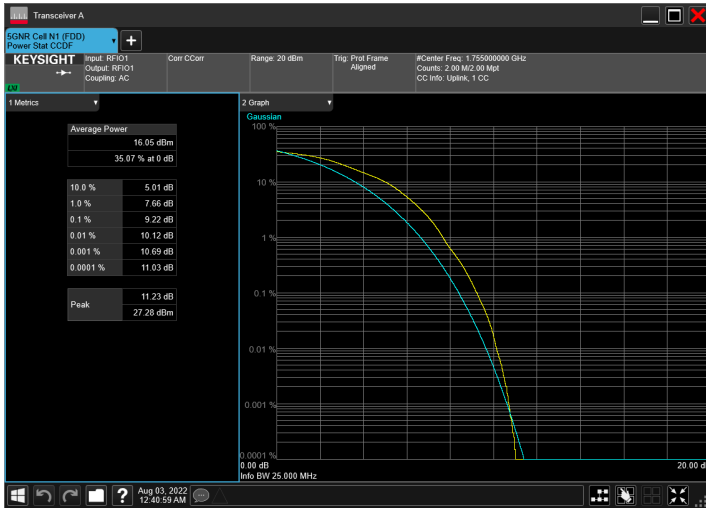 Transceiver A
5GNR Cell N1 (FDD)
Power Stat CCDF
KEYSIGHT
LXI
Input: RFIO1
Output: RFIO1
Coupling: AC
Corr CCorr
Range: 20 dBm
Trig: Prot Frame
Aligned
#Center Freq: 1.755000000 GHz
Counts: 2.00 M/2.00 Mpt
CC Info: Uplink, 1 CC
1 Metrics
Average Power
16.05 dBm
35.07 % at 0 dB
10.0 % 5.01 dB
1.0 % 7.66 dB
0.1 % 9.22 dB
0.01 % 10.12 dB
0.001 % 10.69 dB
0.0001 % 11.03 dB
Peak 11.23 dB
27.28 dBm
2 Graph
Gaussian
100 %
10 %
1 %
0.1 %
0.01 %
0.001 %
0.0001 %
0.00 dB 20.00 d
Info BW 25.000 MHz
Aug 03, 2022
12:40:59 AM